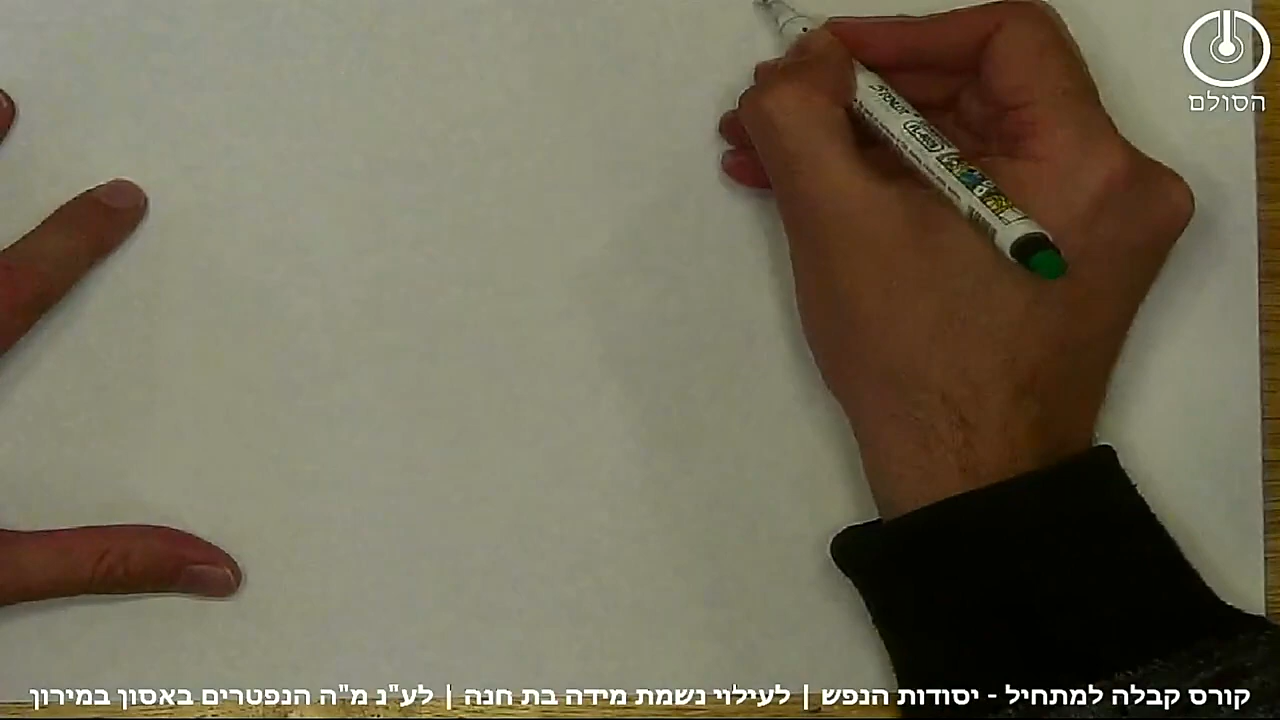 הסולם
קורס קבלה למתחיל - יסודות הנפש | לעילוי נשמת מידה בת חנה | לע"נ מ"ה הנפטרים באסון במירון